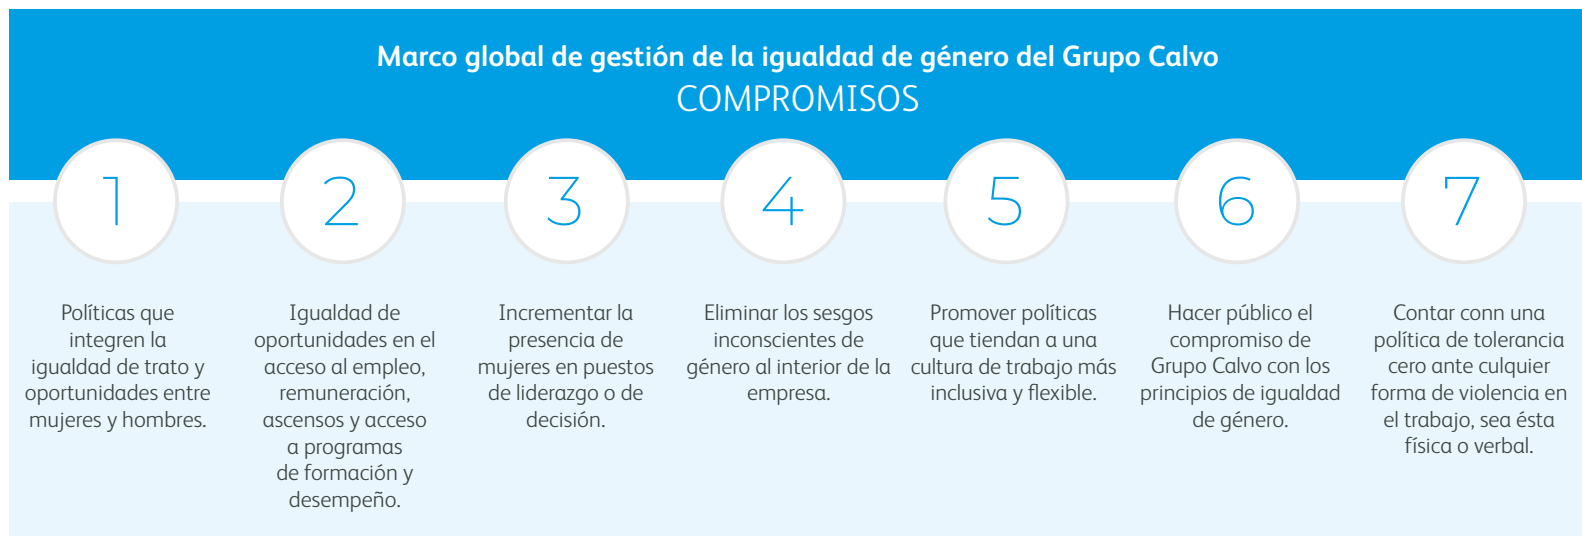 Marco global de gestión de la igualdad de género del Grupo Calvo
COMPROMISOS
1
Políticas que
integren la
igualdad de trato y
oportunidades entre
mujeres y hombres.
2
Igualdad de
oportunidades en el
acceso al empleo,
remuneración,
ascensos y acceso
a programas
de formación y
desempeño.
3
Incrementar la
presencia de
mujeres en puestos
de liderazgo o de
decisión.
4
Eliminar los sesgos
inconscientes de
género al interior de la
empresa.
5
Promover políticas
que tiendan a una
cultura de trabajo más
inclusiva y flexible.
6
Hacer público el
compromiso de
Grupo Calvo con los
principios de igualdad
de género.
7
Contar conn una
política de tolerancia
cero ante culquier
forma de violencia en
el trabajo, sea ésta
física o verbal.